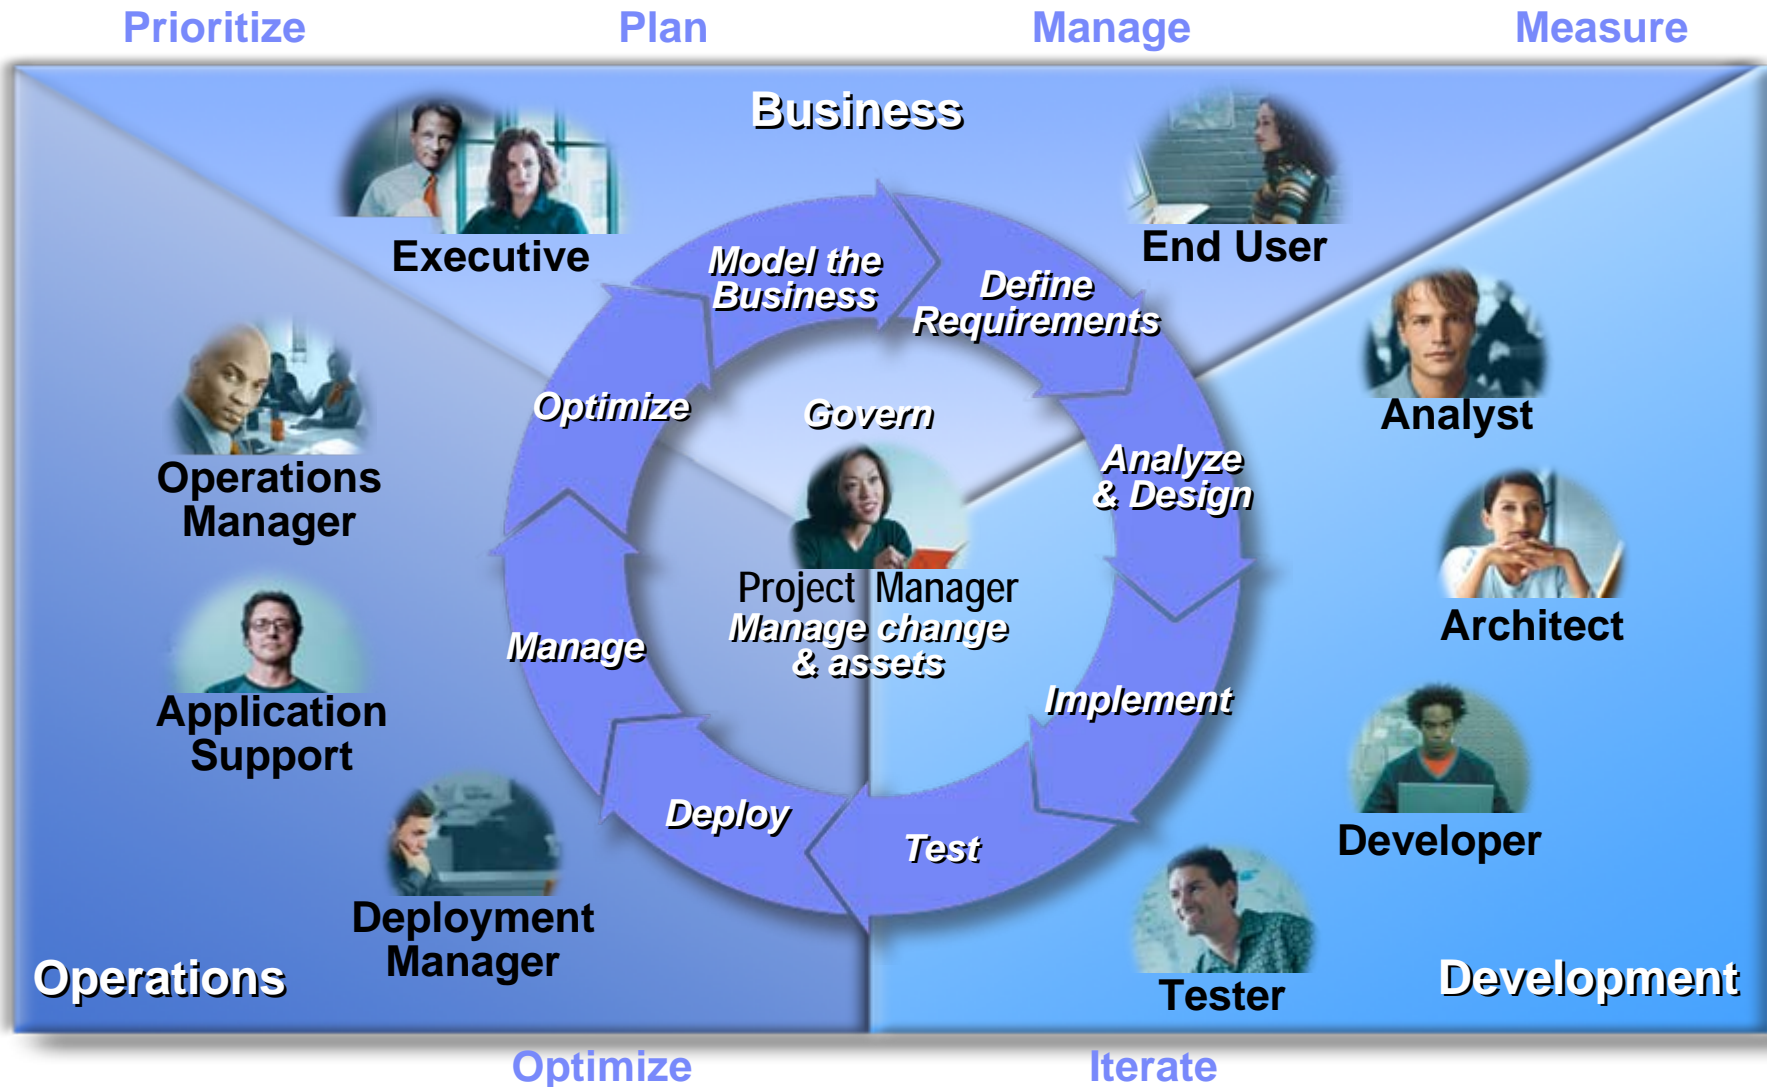 Prioritize Plan Manage Measure
Business
Executive
End User
Model the
Business
Define
Requirements
Optimize
Govern
Analyst
Analyze
& Design
Operations
Manager
Project Manager
Manage change
& assets
Architect
Manage
Implement
Application
Support
Deploy
Test
Developer
Deployment
Manager
Tester
Operations
Development
Optimize Iterate